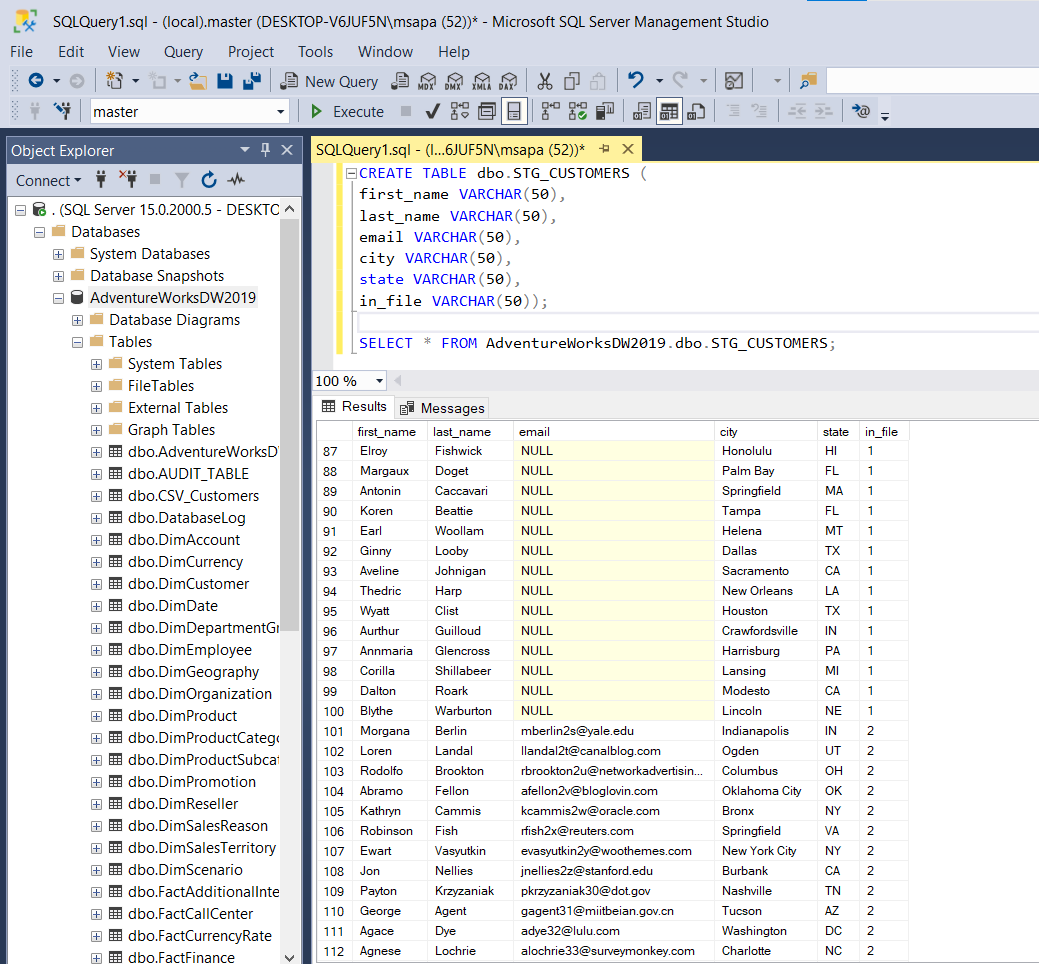 SQLQuery1.sql - (local).master (DESKTOP-V6JUF5N\msapa (52))* - Microsoft SQL Server Management Studio
File Edit View Query Project Tools Window Help
New Query MDX DMX XMLA DAX
master Execute
Object Explorer
Connect
. (SQL Server 15.0.2000.5 - DESKTO
Databases
System Databases
Database Snapshots
AdventureWorksDW2019
Database Diagrams
Tables
System Tables
FileTables
External Tables
Graph Tables
dbo.AdventureWorksD
dbo.AUDIT_TABLE
dbo.CSV_Customers
dbo.DatabaseLog
dbo.DimAccount
dbo.DimCurrency
dbo.DimCustomer
dbo.DimDate
dbo.DimDepartmentGr
dbo.DimEmployee
dbo.DimGeography
dbo.DimOrganization
dbo.DimProduct
dbo.DimProductCatego
dbo.DimProductSubcat
dbo.DimPromotion
dbo.DimReseller
dbo.DimSalesReason
dbo.DimSalesTerritory
dbo.DimScenario
dbo.FactAdditionalInte
dbo.FactCallCenter
dbo.FactCurrencyRate
dbo.FactFinance
SQLQuery1.sql - (l...6JUF5N\msapa (52))*
CREATE TABLE dbo.STG_CUSTOMERS (
first_name VARCHAR(50),
last_name VARCHAR(50),
email VARCHAR(50),
city VARCHAR(50),
state VARCHAR(50),
in_file VARCHAR(50));
SELECT * FROM AdventureWorksDW2019.dbo.STG_CUSTOMERS;
100 %
Results Messages
first_name last_name email city state in_file
87 Elroy Fishwick NULL Honolulu HI 1
88 Margaux Doget NULL Palm Bay FL 1
89 Antonin Caccavari NULL Springfield MA 1
90 Koren Beattie NULL Tampa FL 1
91 Earl Woollam NULL Helena MT 1
92 Ginny Looby NULL Dallas TX 1
93 Aveline Johnigan NULL Sacramento CA 1
94 Thedric Harp NULL New Orleans LA 1
95 Wyatt Clist NULL Houston TX 1
96 Aurthur Guilloud NULL Crawfordsville IN 1
97 Annmaria Glencross NULL Harrisburg PA 1
98 Corilla Shillabeer NULL Lansing MI 1
99 Dalton Roark NULL Modesto CA 1
100 Blythe Warburton NULL Lincoln NE 1
101 Morgana Berlin mberlin2s@yale.edu Indianapolis IN 2
102 Loren Landal llandal2t@canalblog.com Ogden UT 2
103 Rodolfo Brookton rbrookton2u@networkadvertisin... Columbus OH 2
104 Abramo Fellon afellon2v@bloglovin.com Oklahoma City OK 2
105 Kathryn Cammis kcammis2w@oracle.com Bronx NY 2
106 Robinson Fish rfish2x@reuters.com Springfield VA 2
107 Ewart Vasyutkin evasyutkin2y@woothemes.com New York City NY 2
108 Jon Nellies jnellies2z@stanford.edu Burbank CA 2
109 Payton Krzyzaniak pkrzyzaniak30@dot.gov Nashville TN 2
110 George Agent gagent31@miitbeian.gov.cn Tucson AZ 2
111 Agace Dye adye32@lulu.com Washington DC 2
112 Agnese Lochrie alochrie33@surveymonkey.com Charlotte NC 2